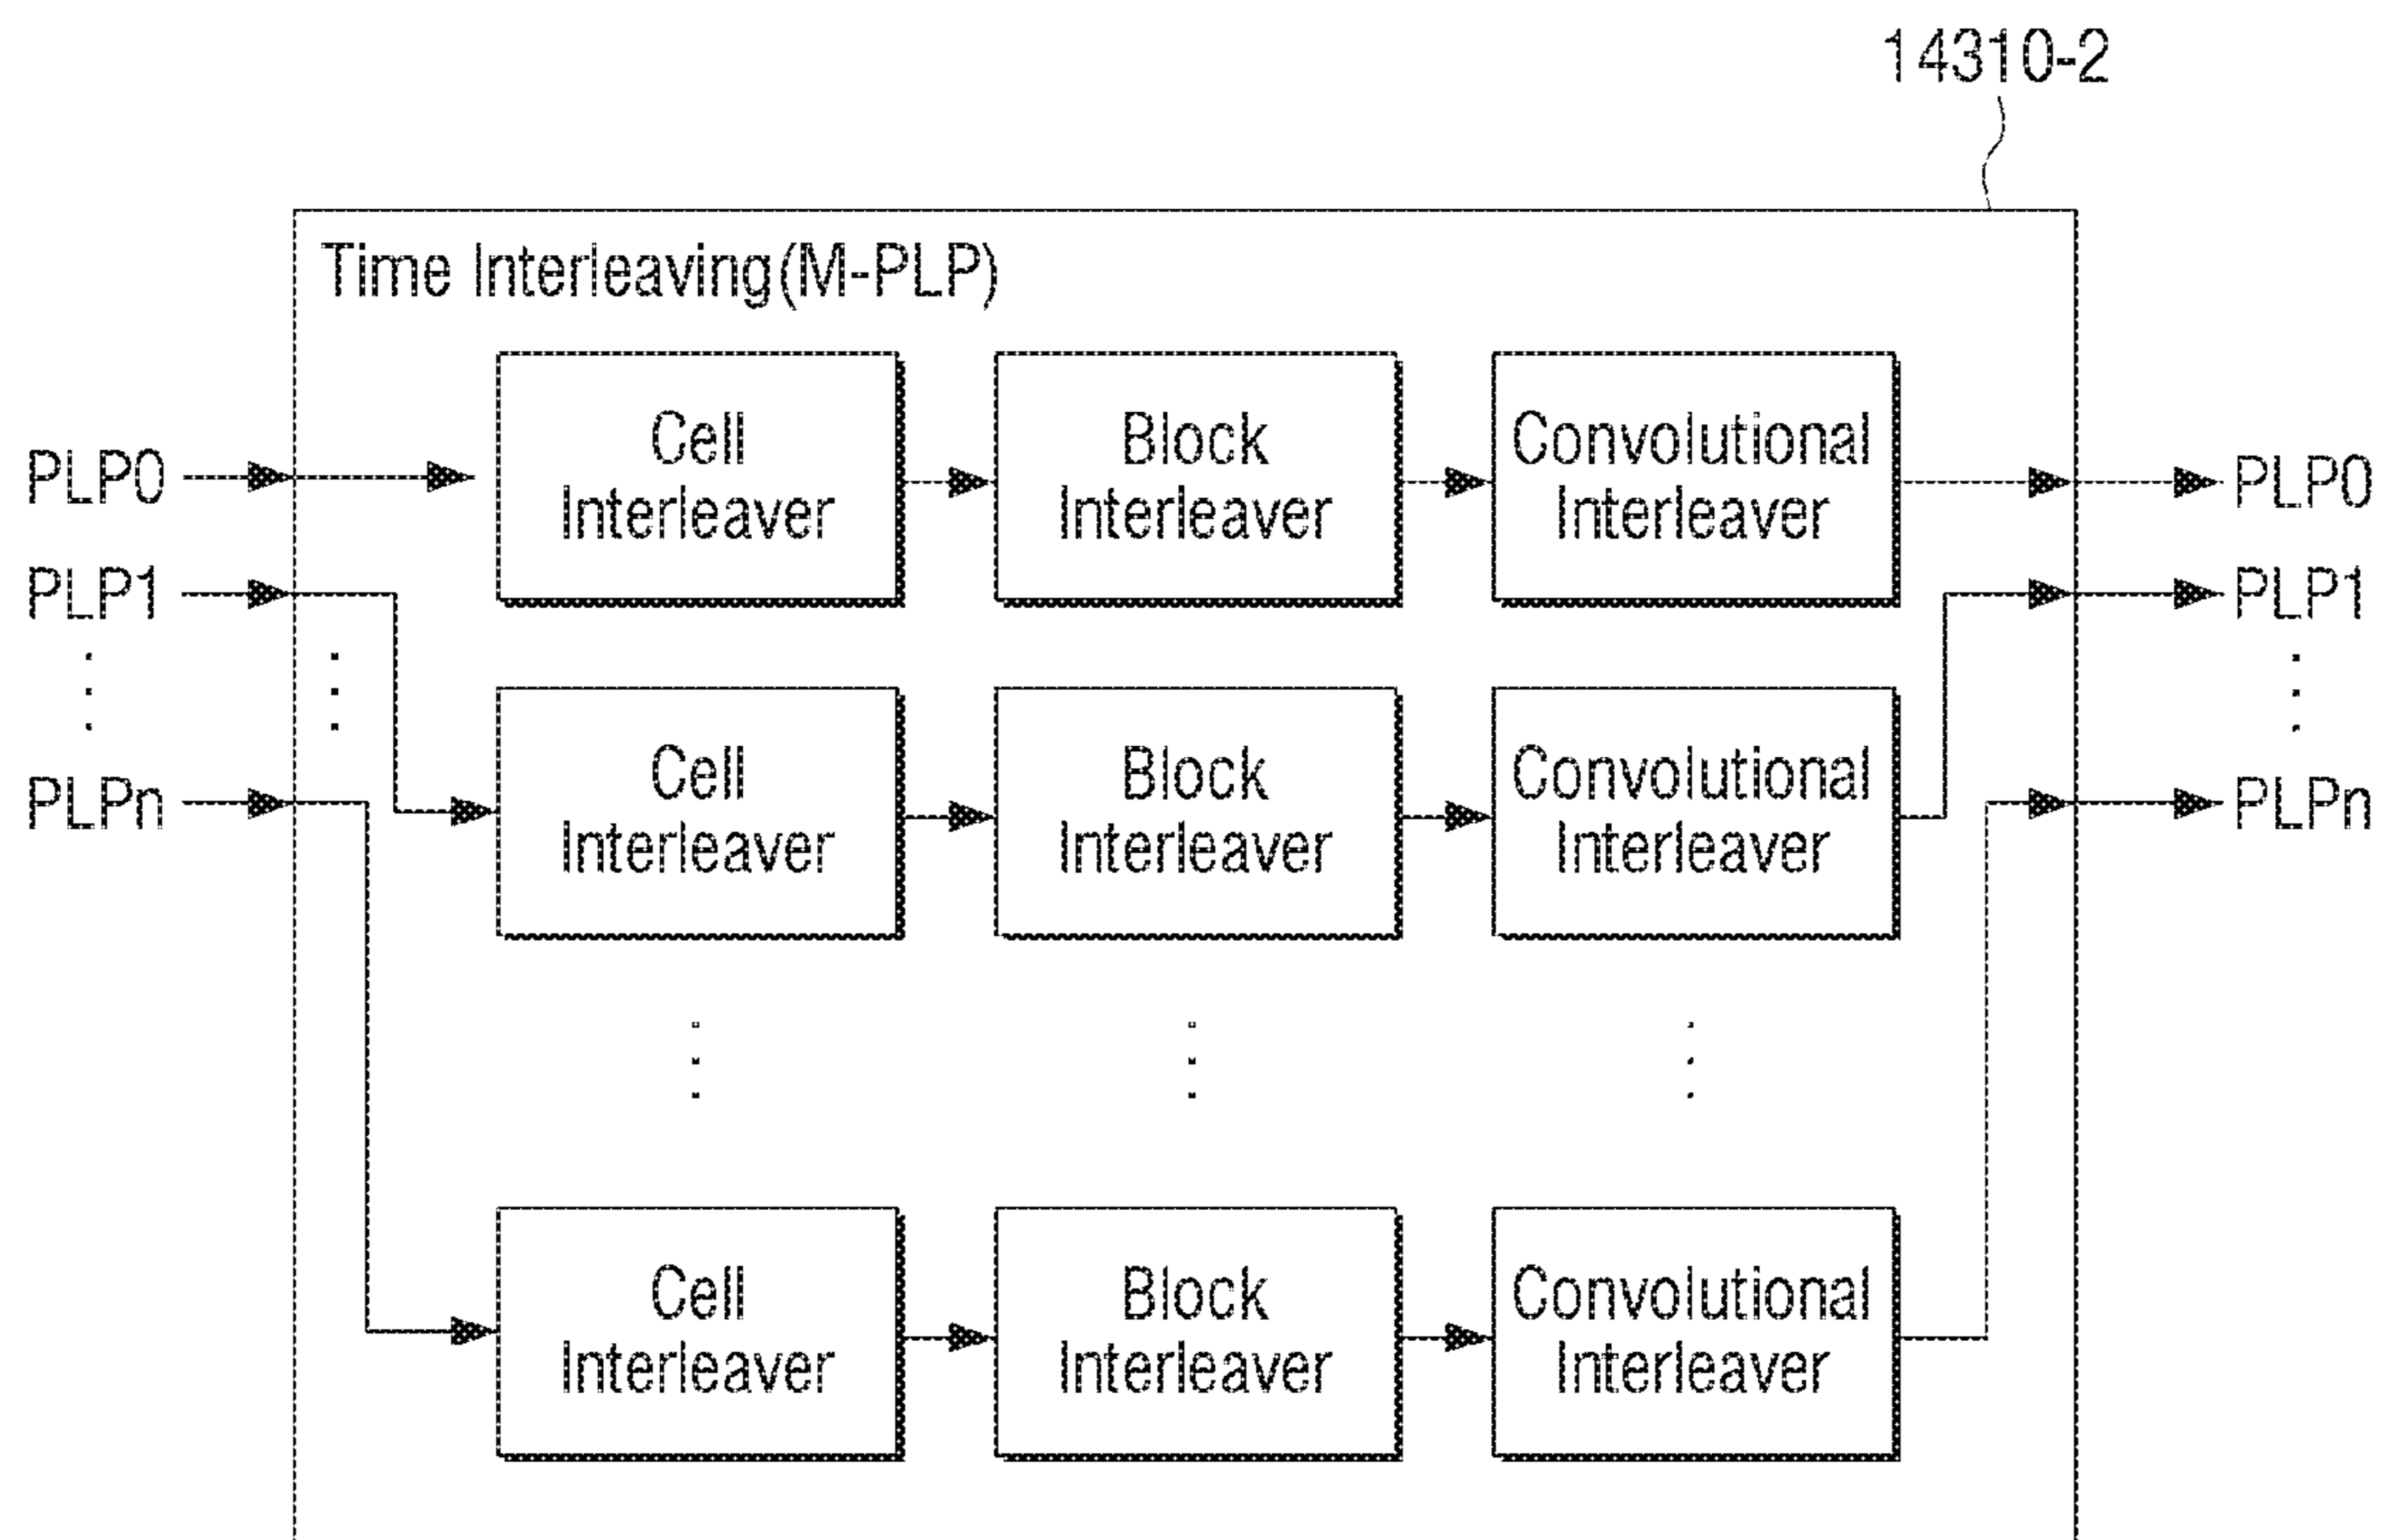 14310-2
Time Interleaving(M-PLP)
PLP0
Cell
Interleaver
Block
Interleaver
Convolutional
Interleaver
PLP0
PLP1
PLP1
PLPn
Cell
Interleaver
Block
Interleaver
Convolutional
Interleaver
PLPn
Cell
Interleaver
Block
Interleaver
Convolutional
Interleaver